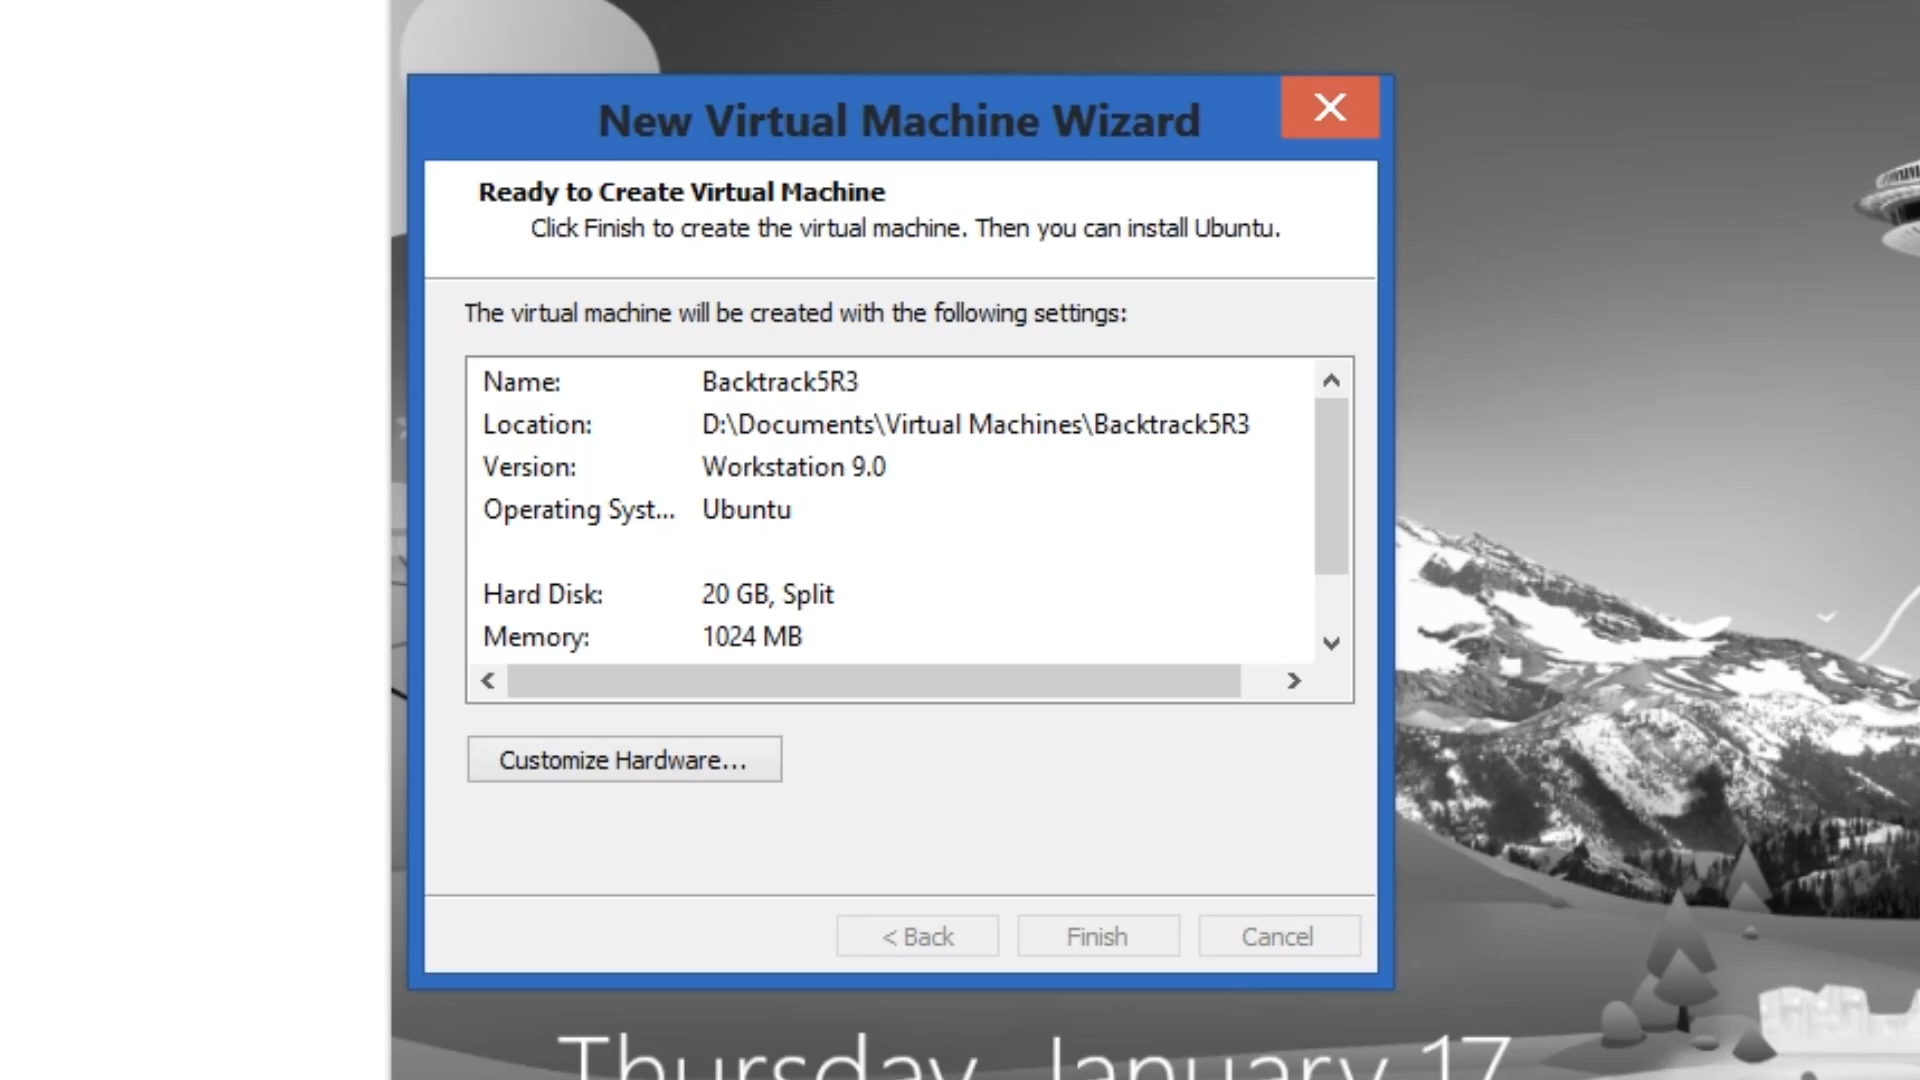 New Virtual Machine Wizard
Ready to Create Virtual Machine
Click Finish to create the virtual machine. Then you can install Ubuntu.
The virtual machine will be created with the following settings:
Name: Backtrack5R3
Location: D:\Documents\Virtual Machines\Backtrack5R3
Version: Workstation 9.0
Operating Syst... Ubuntu
Hard Disk: 20 GB, Split
Memory: 1024 MB
Customize Hardware...
< Back Finish Cancel
Thursday, January 17